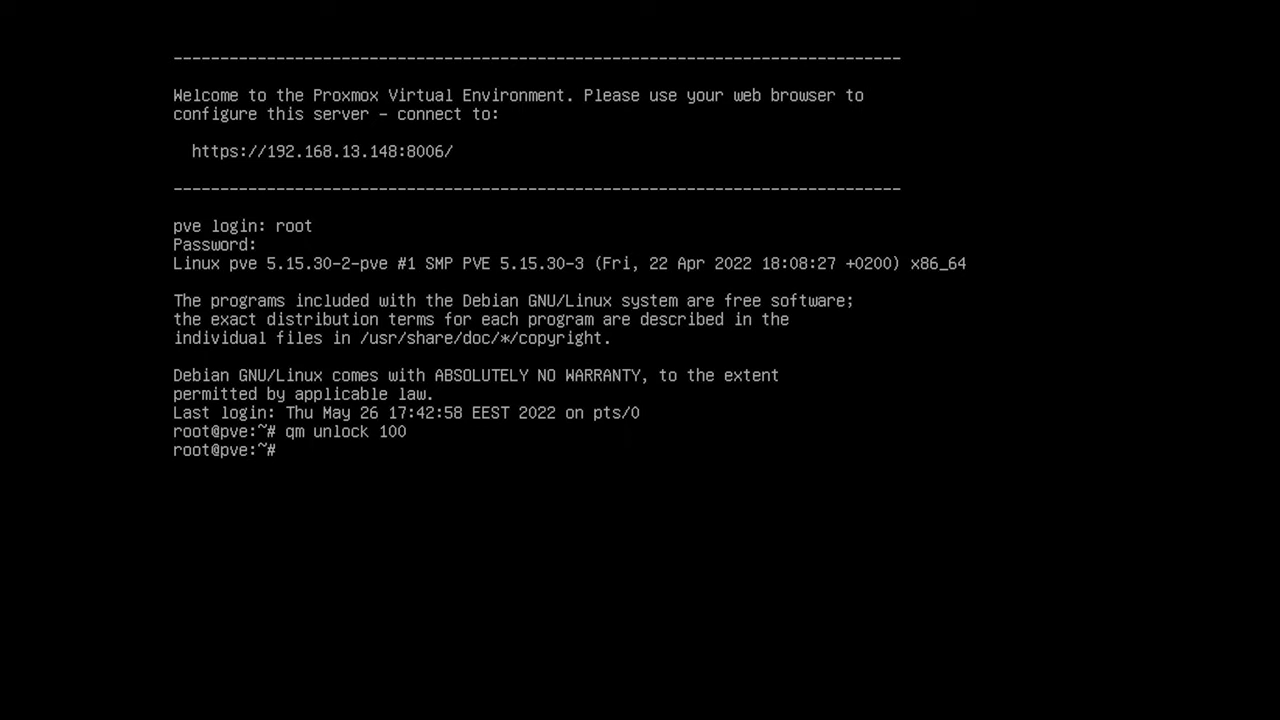 ------------------------------------------------------------------------------
Welcome to the Proxmox Virtual Environment. Please use your web browser to
configure this server - connect to:
https://192.168.13.148:8006/
------------------------------------------------------------------------------
pve login: root
Password:
Linux pve 5.15.30-2-pve #1 SMP PVE 5.15.30-3 (Fri, 22 Apr 2022 18:08:27 +0200) x86_64
The programs included with the Debian GNU/Linux system are free software;
the exact distribution terms for each program are described in the
individual files in /usr/share/doc/*/copyright.
Debian GNU/Linux comes with ABSOLUTELY NO WARRANTY, to the extent
permitted by applicable law.
Last login: Thu May 26 17:42:58 EEST 2022 on pts/0
root@pve:~# qm unlock 100
root@pve:~#